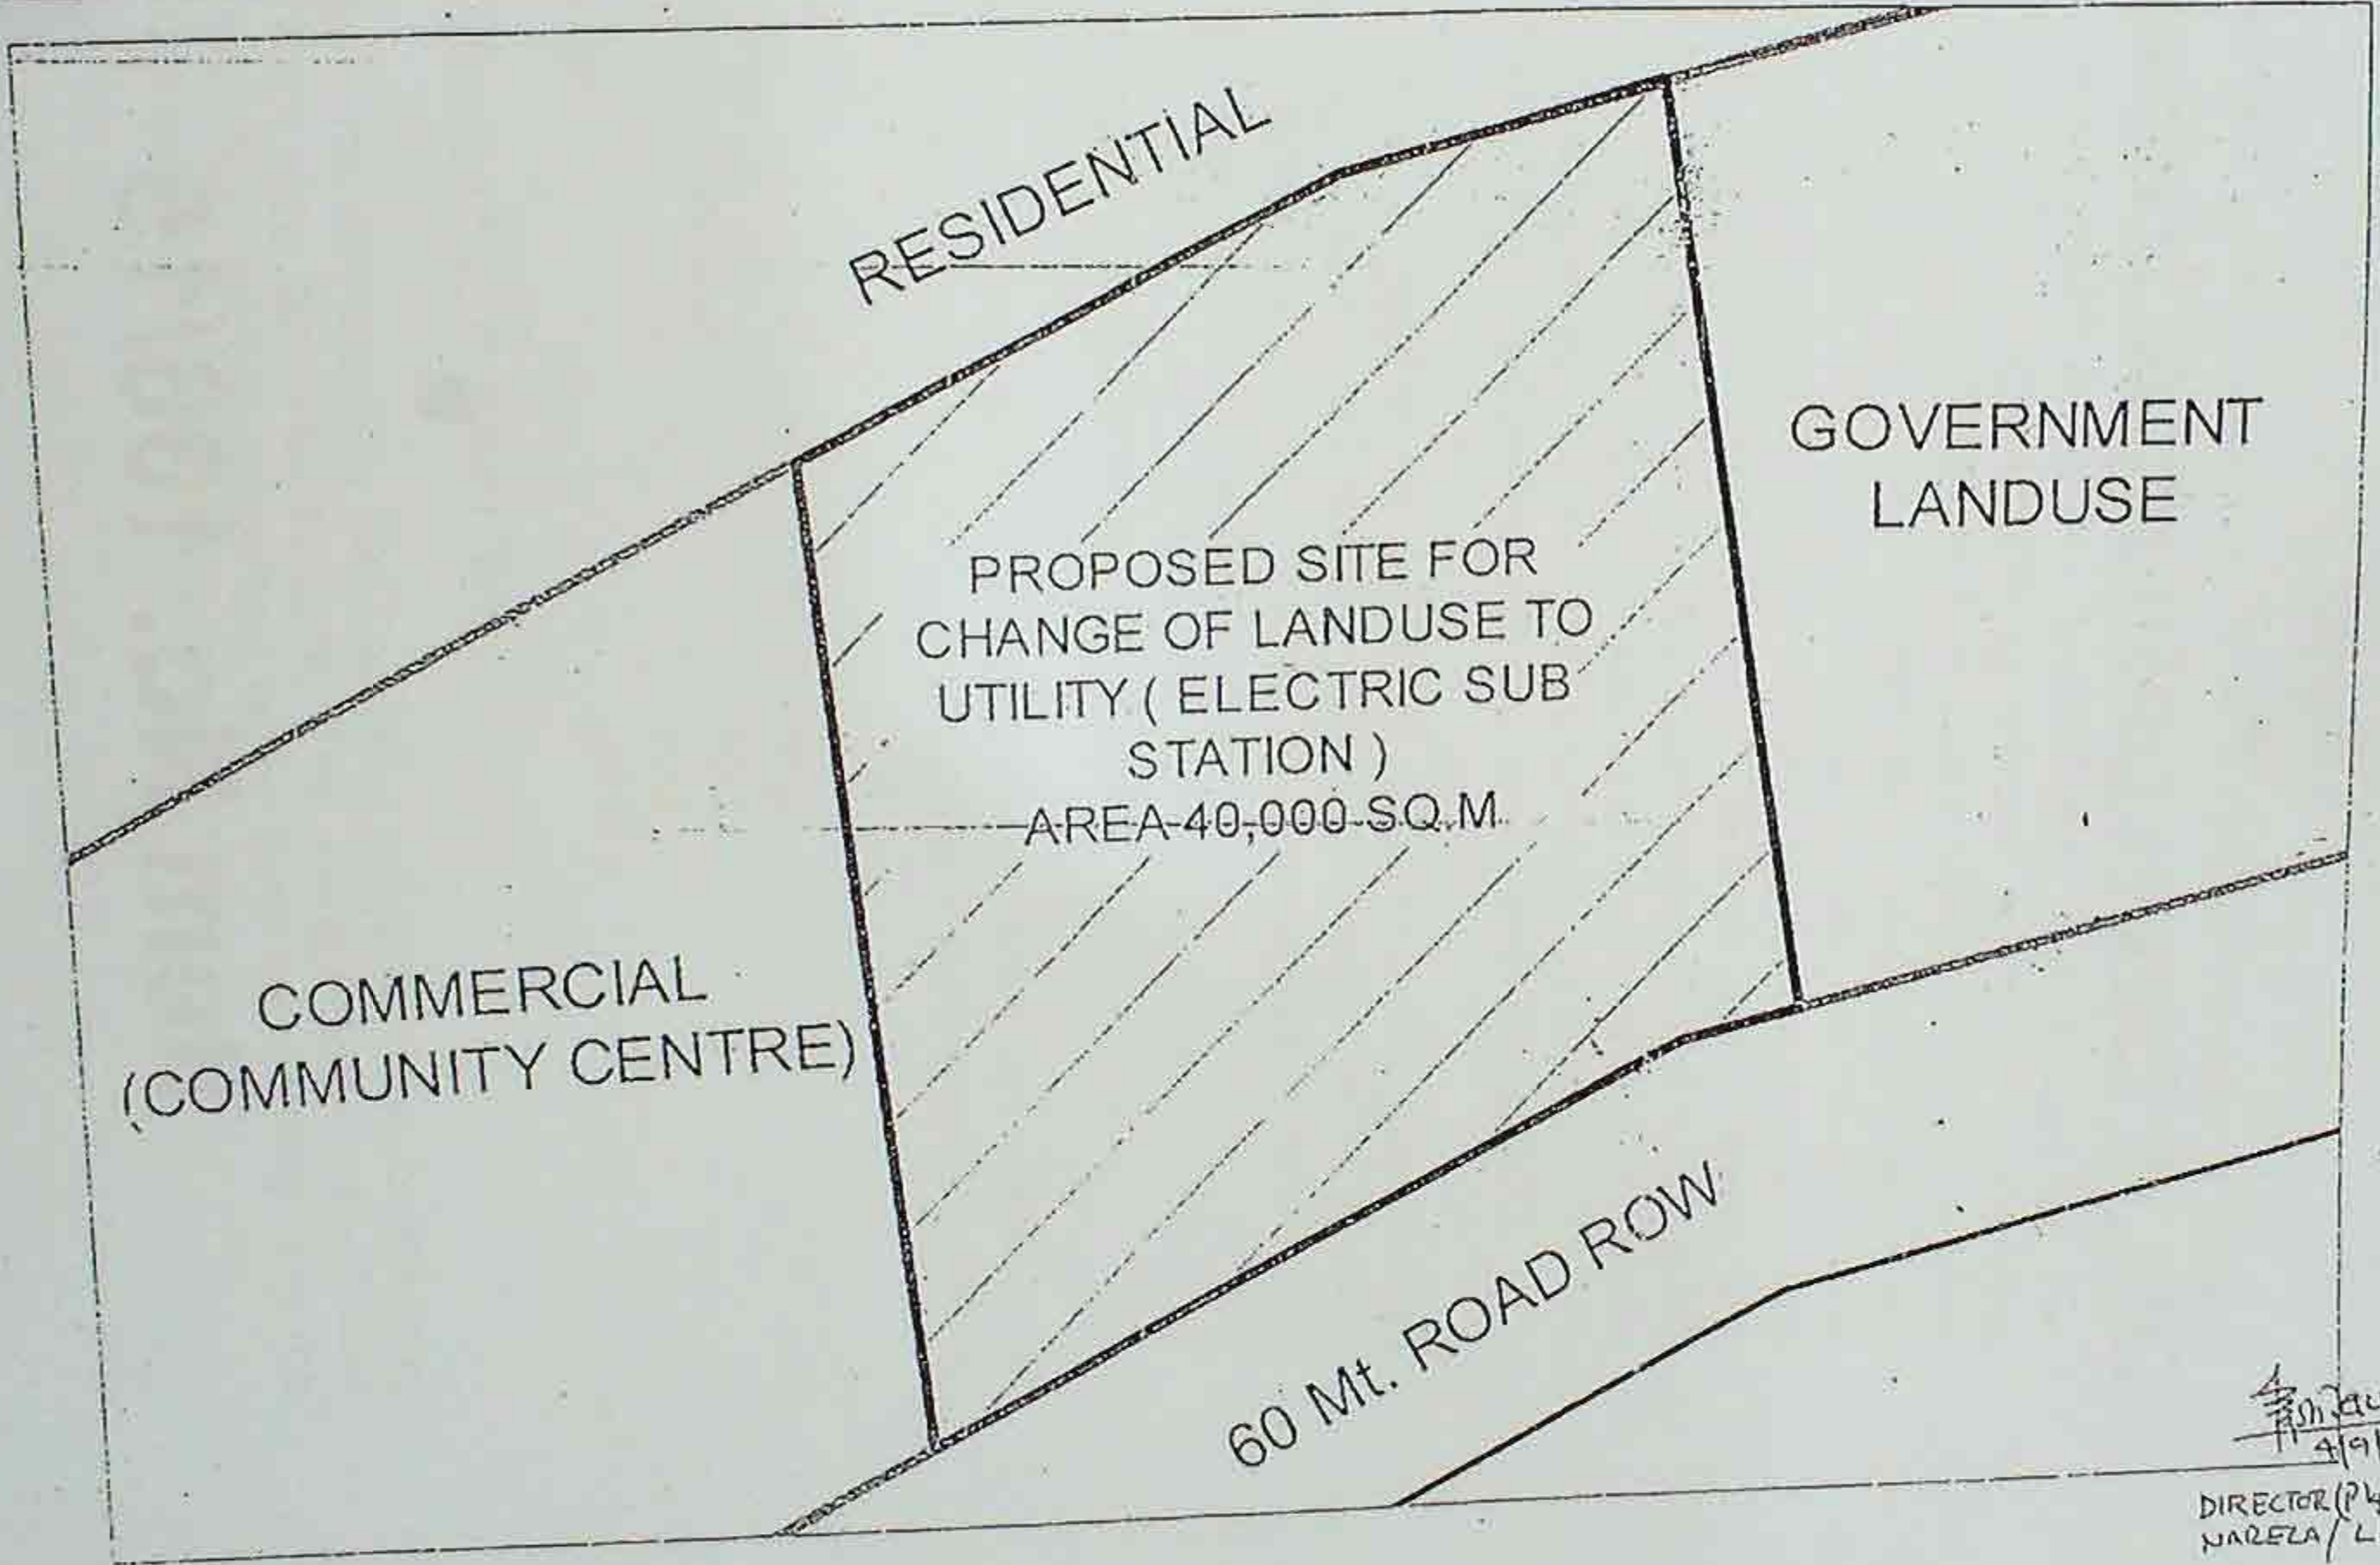 RESIDENTIAL
GOVERNMENT
LANDUSE
PROPOSED SITE FOR
CHANGE OF LANDUSE TO
UTILITY ( ELECTRIC SUB
STATION )
AREA 40,000 SQ.M.
COMMERCIAL
(COMMUNITY CENTRE)
60 Mt. ROAD ROW
DIRECTOR
NARELA/